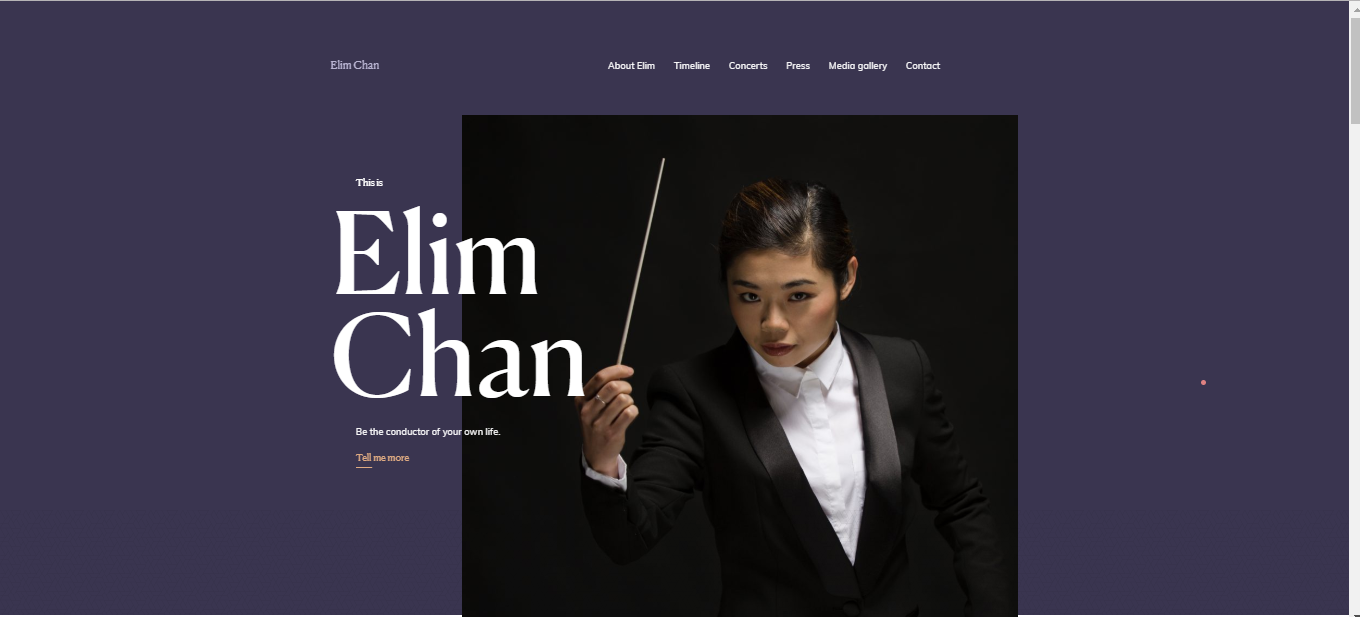 Elim Chan
About Elim Timeline Concerts Press Media gallery Contact
This is
Elim
Chan
Be the conductor of your own life.
Tell me more